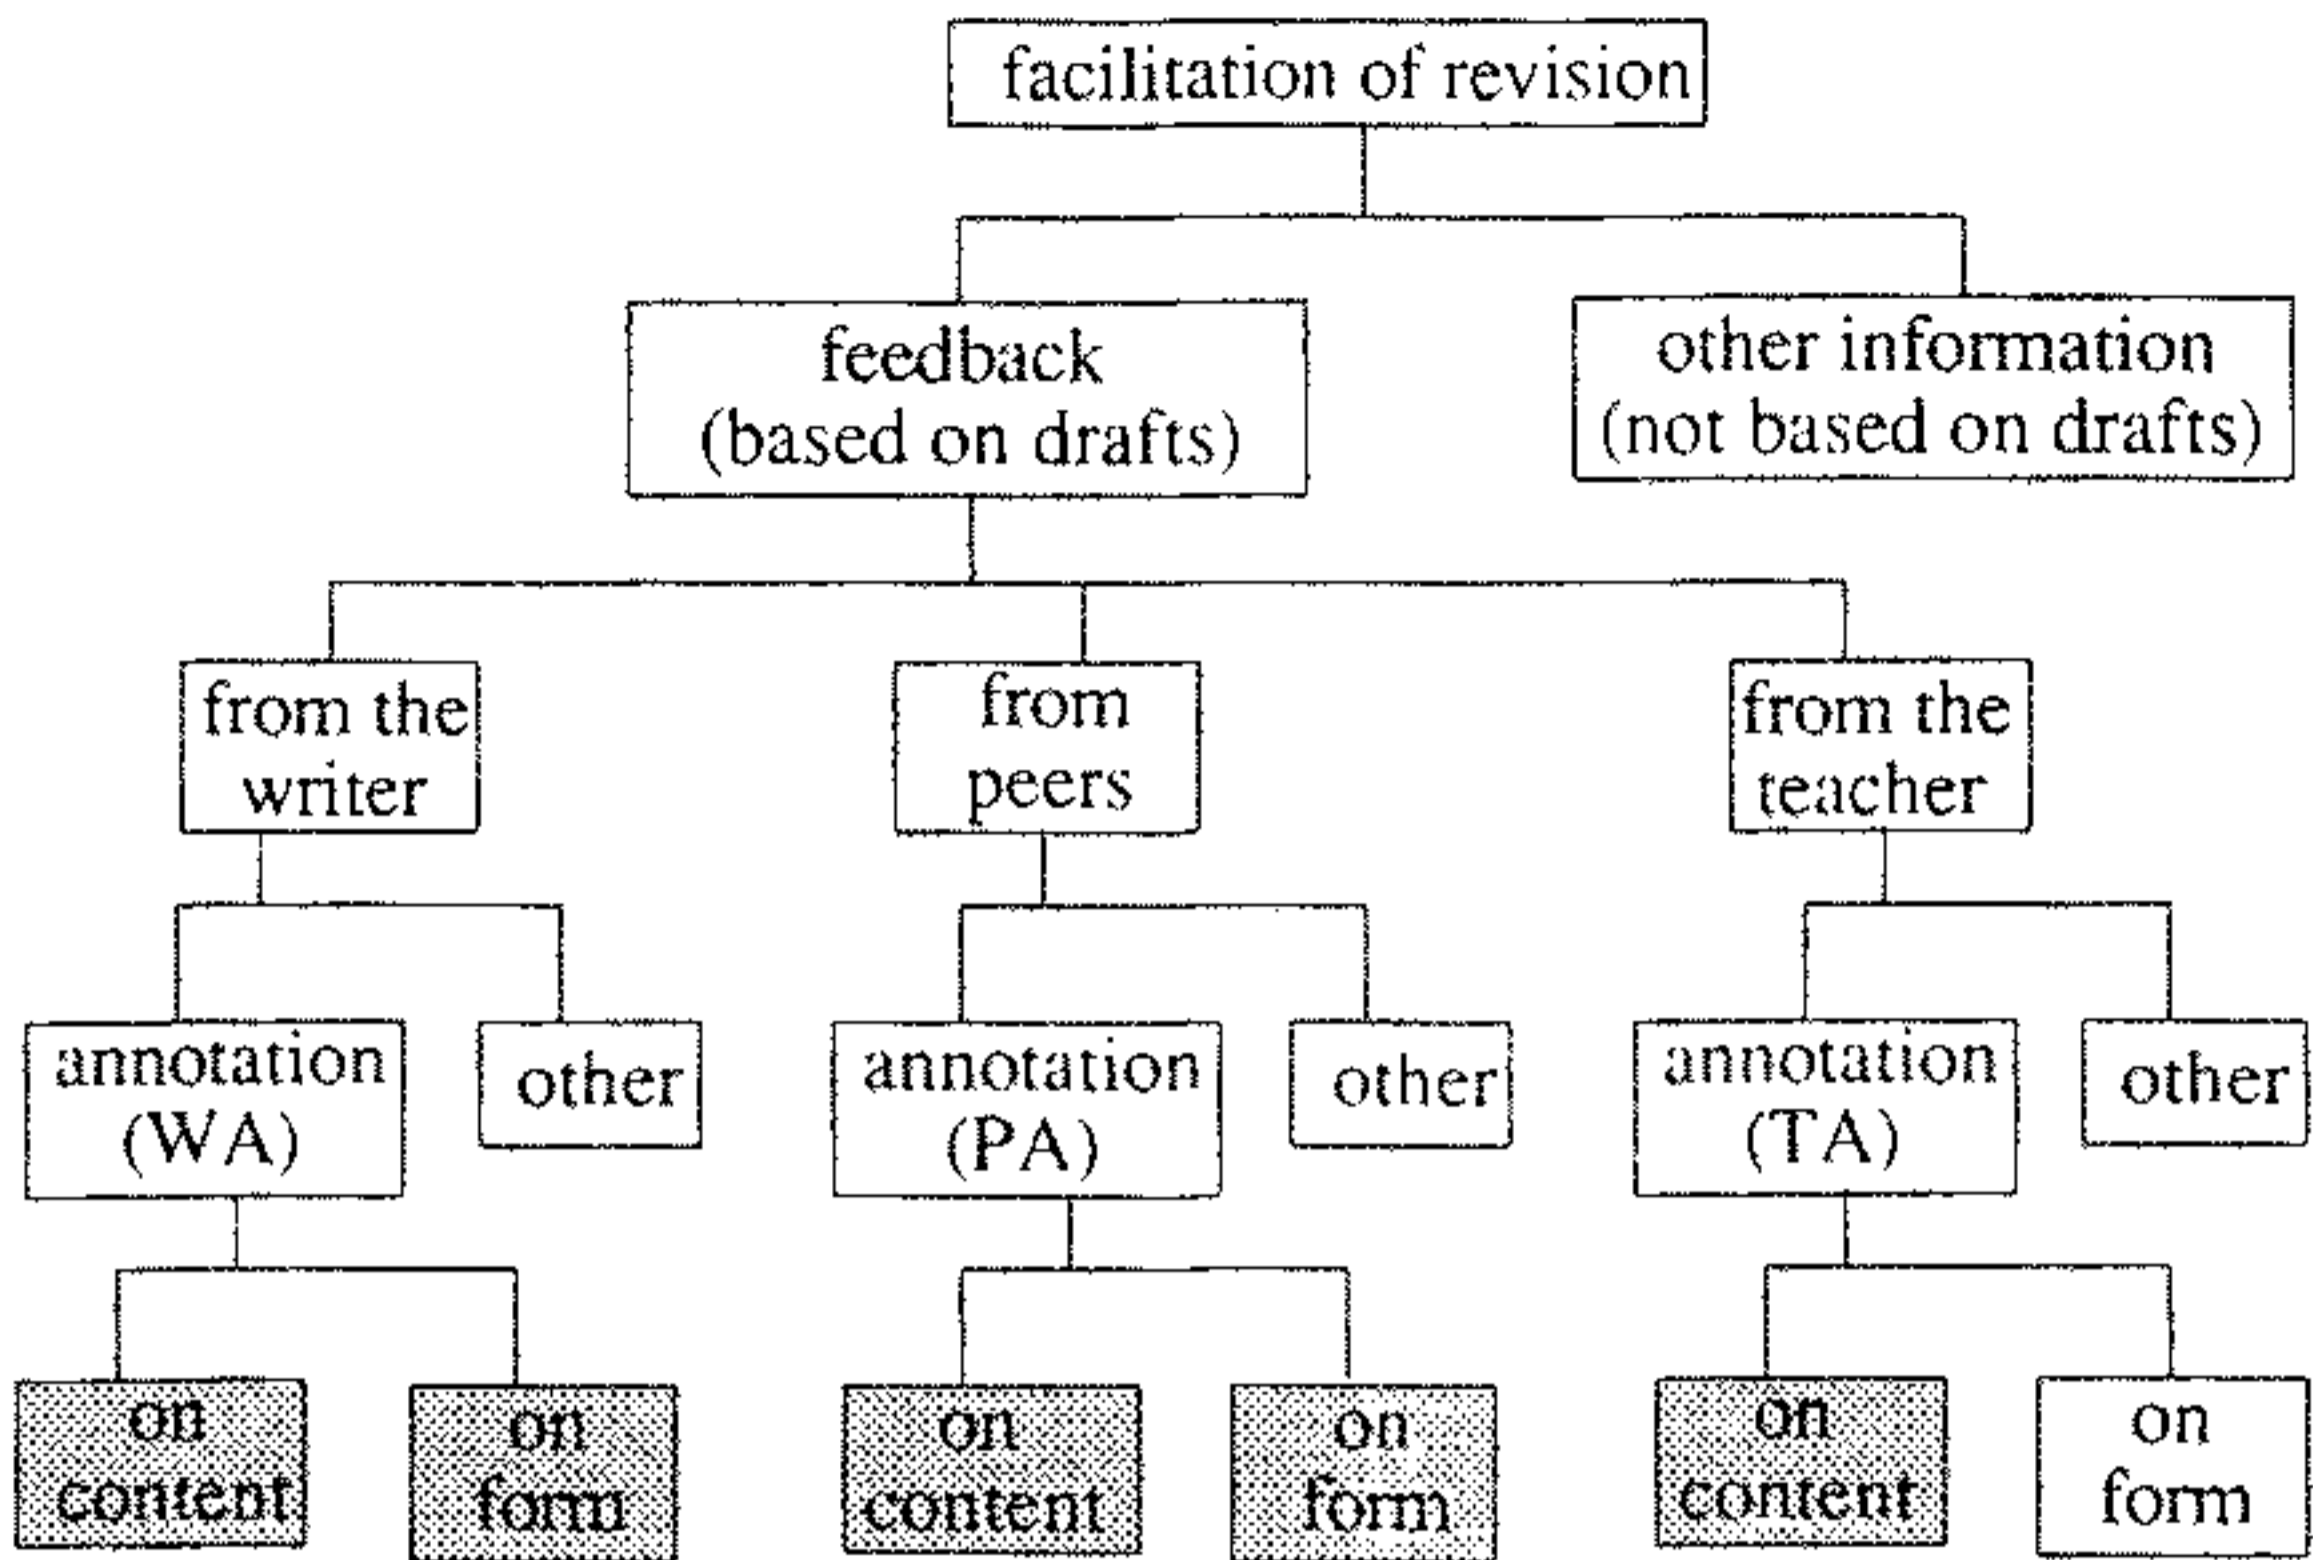 facilitation of revision
feedback
(based on drafts)
other information
(not based on drafts)
from the
writer
from
peers
from the
teacher
annotation
(WA)
other
annotation
(PA)
other
annotation
(TA)
other
on
content
on
form
on
content
on
form
on
content
on
form